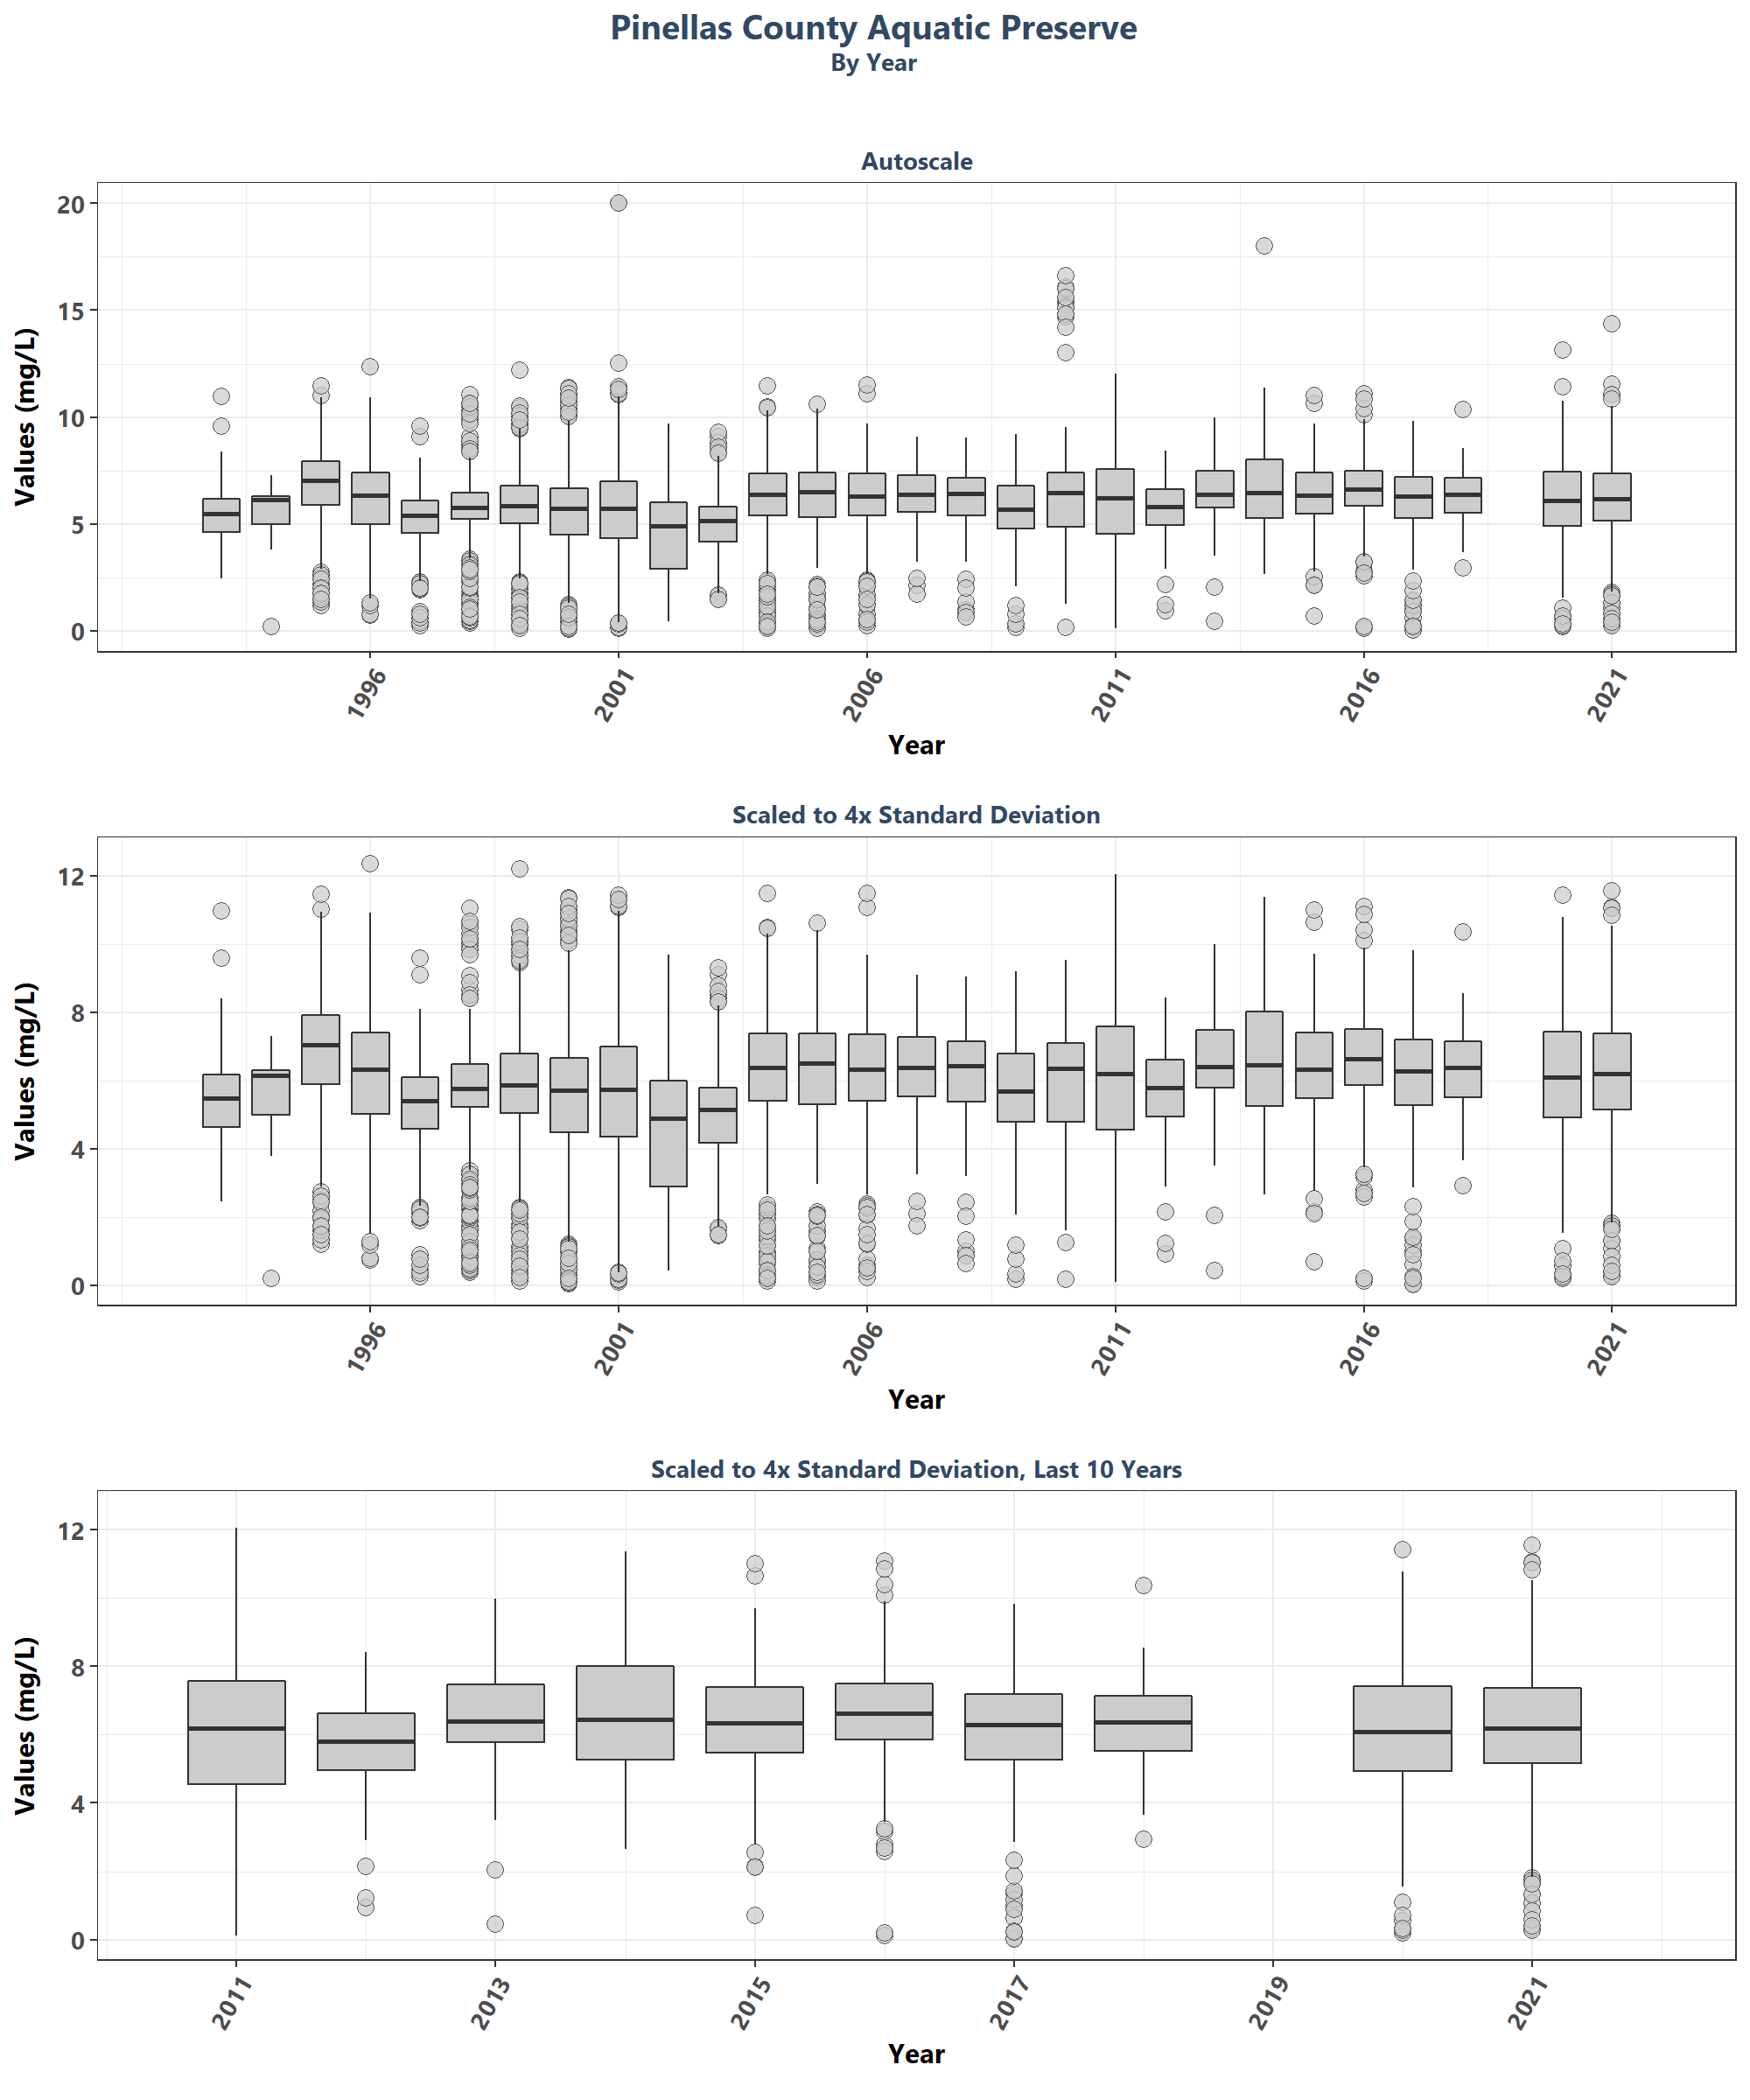 Pinellas County Aquatic Preserve
By Year
Autoscale
Values (mg/L)
20
15
10
5
0
1996
2001
2006
2011
2016
2021
Year
Scaled to 4x Standard Deviation
Values (mg/L)
12
8
4
0
1996
2001
2006
2011
2016
2021
Year
Scaled to 4x Standard Deviation, Last 10 Years
Values (mg/L)
12
8
4
0
2011
2013
2015
2017
2019
2021
Year